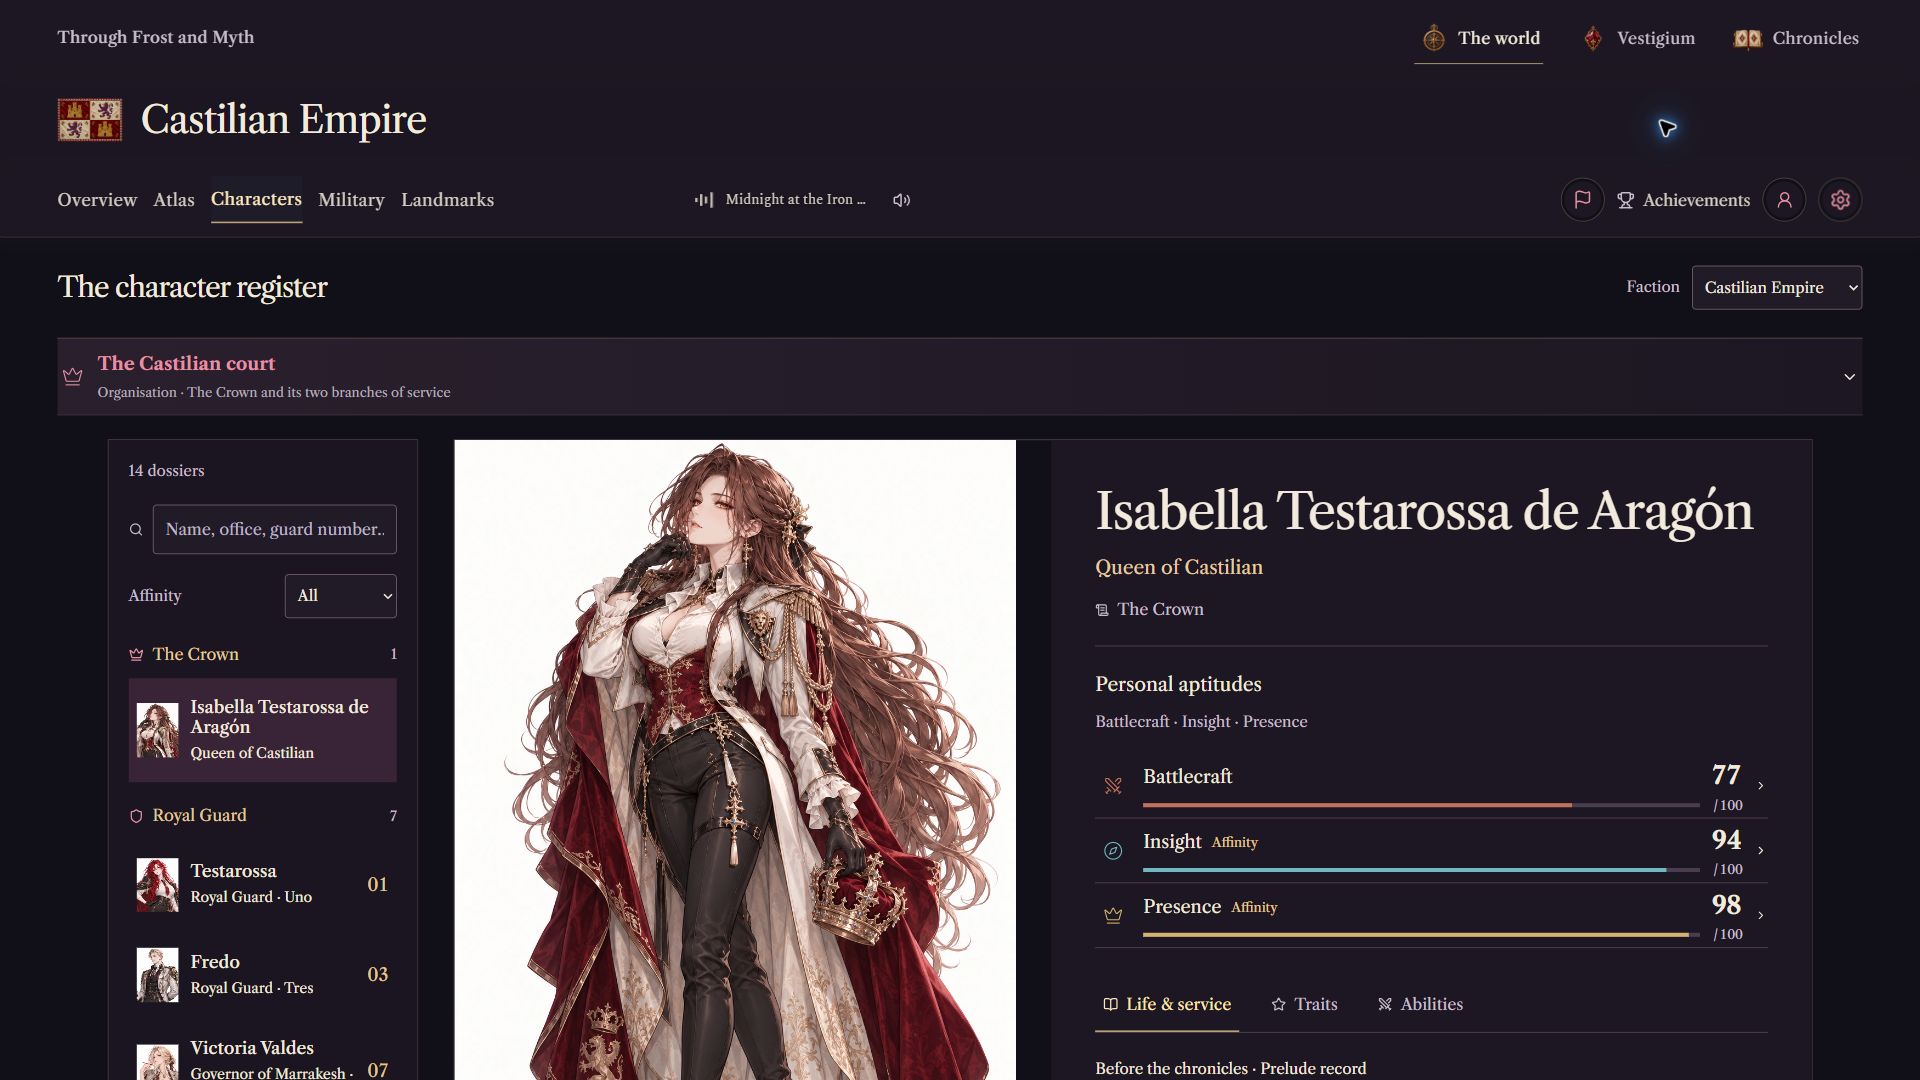 Through Frost and Myth
The world
Vestigium
Chronicles
Castilian Empire
Overview
Atlas
Characters
Military
Landmarks
Midnight at the Iron ...
Achievements
The character register
Faction
Castilian Empire
The Castilian court
Organisation · The Crown and its two branches of service
14 dossiers
Name, office, guard number..
Affinity
All
The Crown
1
Isabella Testarossa de
Aragón
Queen of Castilian
Royal Guard
7
Testarossa
Royal Guard · Uno
01
Fredo
Royal Guard · Tres
03
Victoria Valdes
Governor of Marrakesh ·
07
Isabella Testarossa de Aragón
Queen of Castilian
The Crown
Personal aptitudes
Battlecraft · Insight · Presence
Battlecraft
77
/100
Insight Affinity
94
/100
Presence Affinity
98
/100
Life & service
Traits
Abilities
Before the chronicles · Prelude record